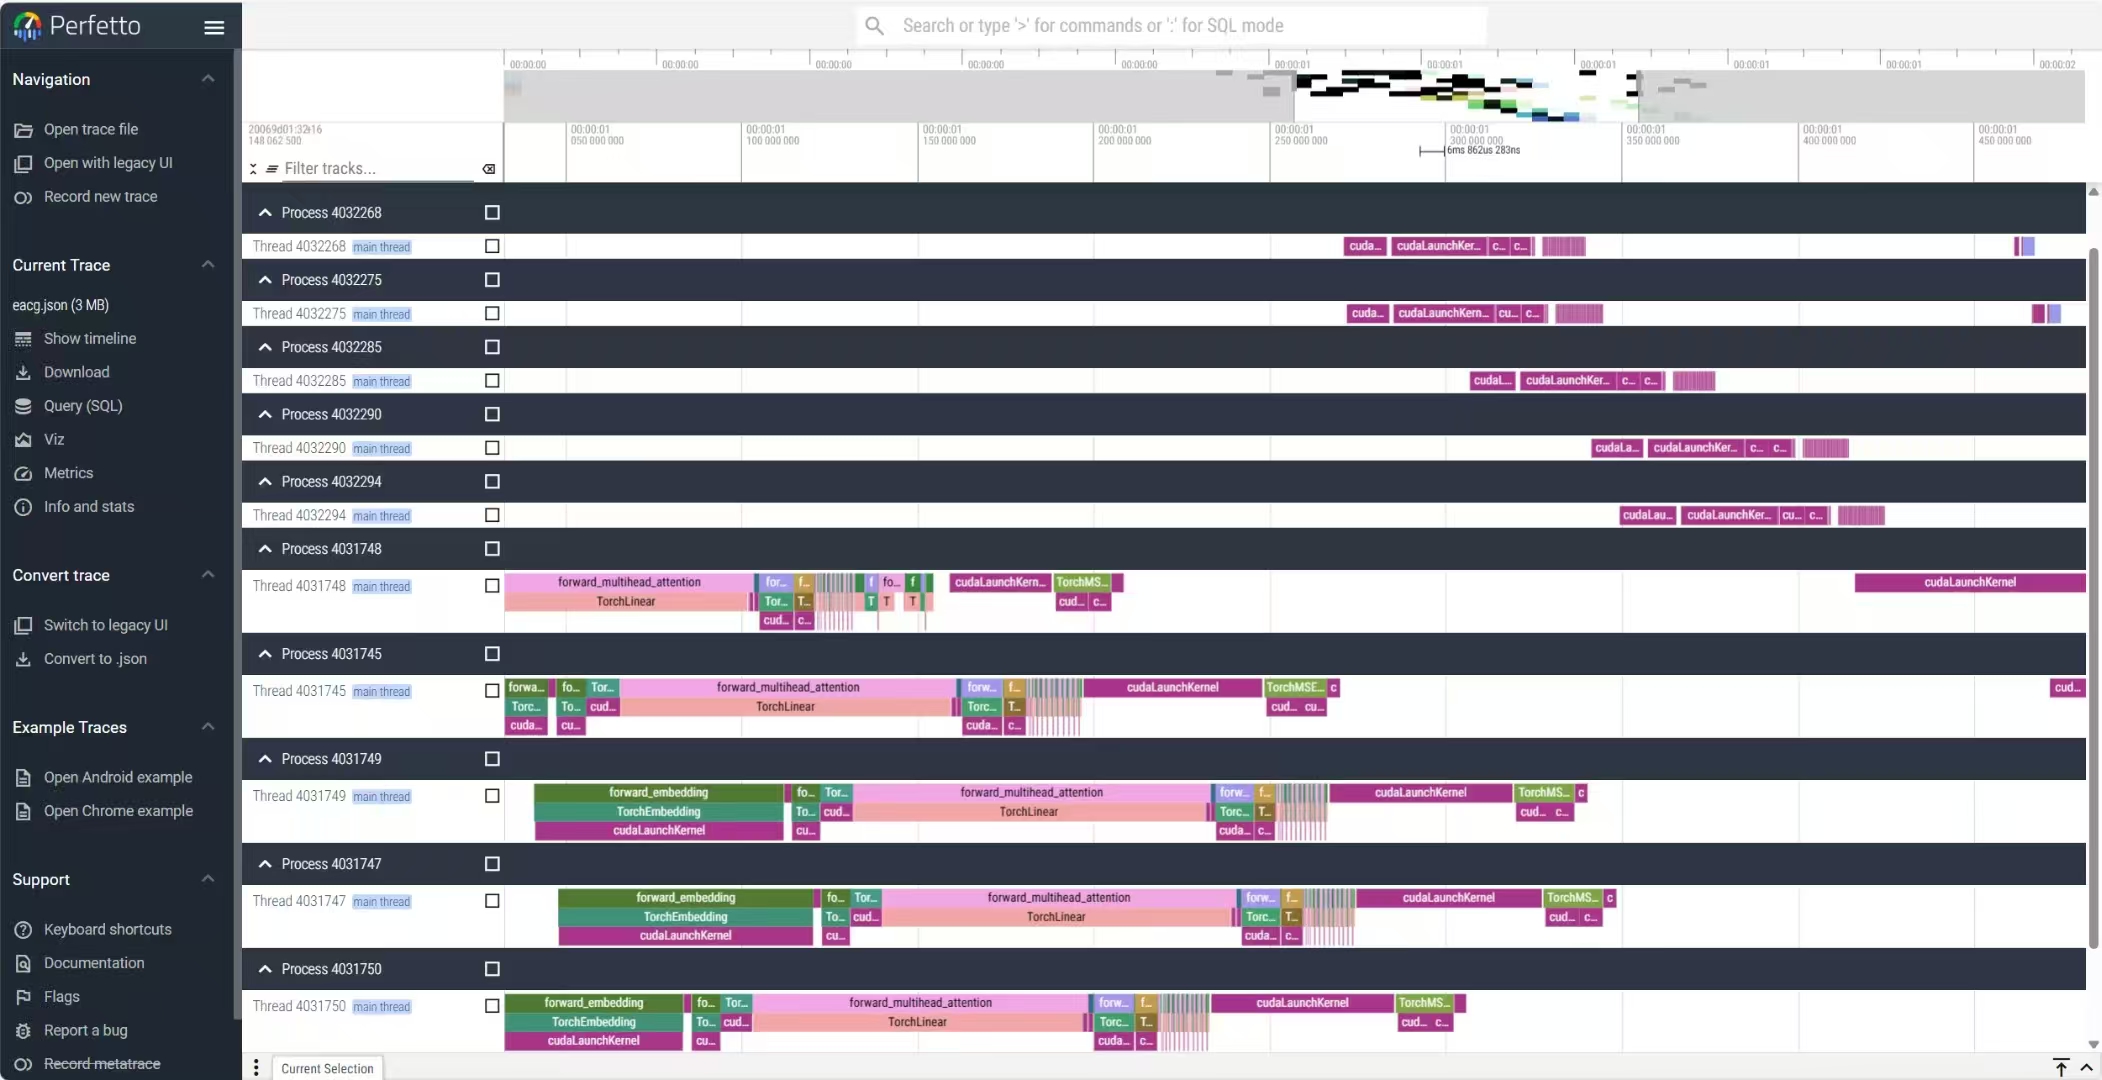 Perfetto
Search or type '>' for commands or ':' for SQL mode
Navigation
Open trace file
Open with legacy UI
Record new trace
Current Trace
eacg.json (3 MB)
Show timeline
Download
Query (SQL)
Viz
Metrics
Info and stats
Convert trace
Switch to legacy UI
Convert to .json
Example Traces
Open Android example
Open Chrome example
Support
Keyboard shortcuts
Documentation
Flags
Report a bug
Record metatrace
00:00:00 00:00:00 00:00:00 00:00:00 00:00:00 00:00:01 00:00:01 00:00:01 00:00:01 00:00:01 00:00:02
148 062 500
00:00:01 00:00:01 00:00:01 00:00:01 00:00:01 00:00:01 00:00:01 00:00:01 00:00:01
050 000 000 100 000 000 150 000 000 200 000 000 250 000 000 300 000 000 350 000 000 400 000 000 450 000 000
6ms 862us 283ns
Filter tracks...
Process 4032268
Thread 4032268 main thread cuda... cudaLaunchKer... c... c...
Process 4032275
Thread 4032275 main thread cuda... cudaLaunchKern... cu... c...
Process 4032285
Thread 4032285 main thread cudaL... cudaLaunchKer... c... c...
Process 4032290
Thread 4032290 main thread cudaLa... cudaLaunchKer... c... c...
Process 4032294
Thread 4032294 main thread cudaLau... cudaLaunchKer... cu... c...
Process 4031748
Thread 4031748 main thread forward_multihead_attention for... f... f fo... f cudaLaunchKern... TorchMS... cudaLaunchKernel
TorchLinear Tor... T... T T T cud... c...
cud... c...
Process 4031745
Thread 4031745 main thread forwa... fo... Tor... forward_multihead_attention forw... f... cudaLaunchKernel TorchMSE... c cud...
Torc... To... cud... TorchLinear Torc... T... cud... cu...
cuda... cu... cuda... c...
Process 4031749
Thread 4031749 main thread forward_embedding fo... Tor... forward_multihead_attention forw... f... cudaLaunchKernel TorchMS... c
TorchEmbedding To... cud... TorchLinear Torc... T... cud... c...
cudaLaunchKernel cu... cuda... c...
Process 4031747
Thread 4031747 main thread forward_embedding fo... Tor... forward_multihead_attention forw... f... cudaLaunchKernel TorchMS... c
TorchEmbedding To... cud... TorchLinear Torc... T... cud... c...
cudaLaunchKernel cu... cuda... c...
Process 4031750
Thread 4031750 main thread forward_embedding fo... Tor... forward_multihead_attention forw... f... cudaLaunchKernel TorchMS...
TorchEmbedding To... cud... TorchLinear Torc... T... cud... c...
cudaLaunchKernel cu... cuda... c...
Current Selection